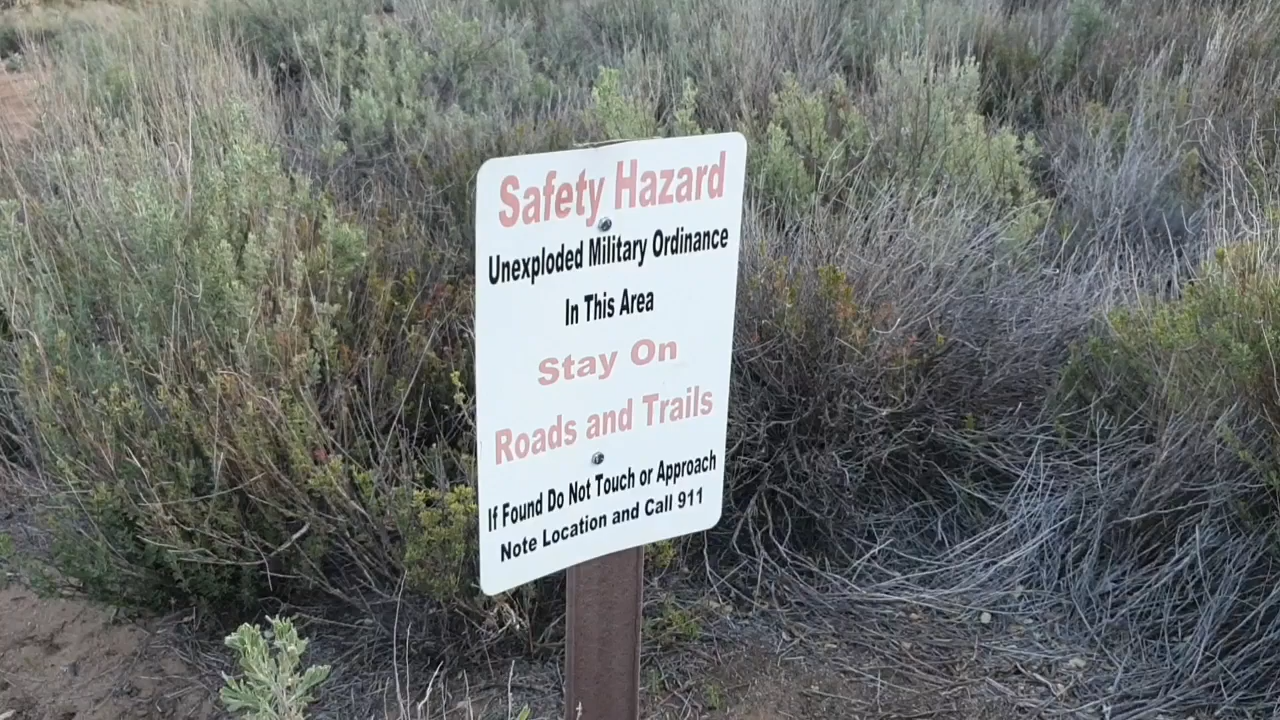 Safety Hazard
Unexploded Military Ordinance
In This Area
Stay On
Roads and Trails
If Found Do Not Touch or Approach
Note Location and Call 911